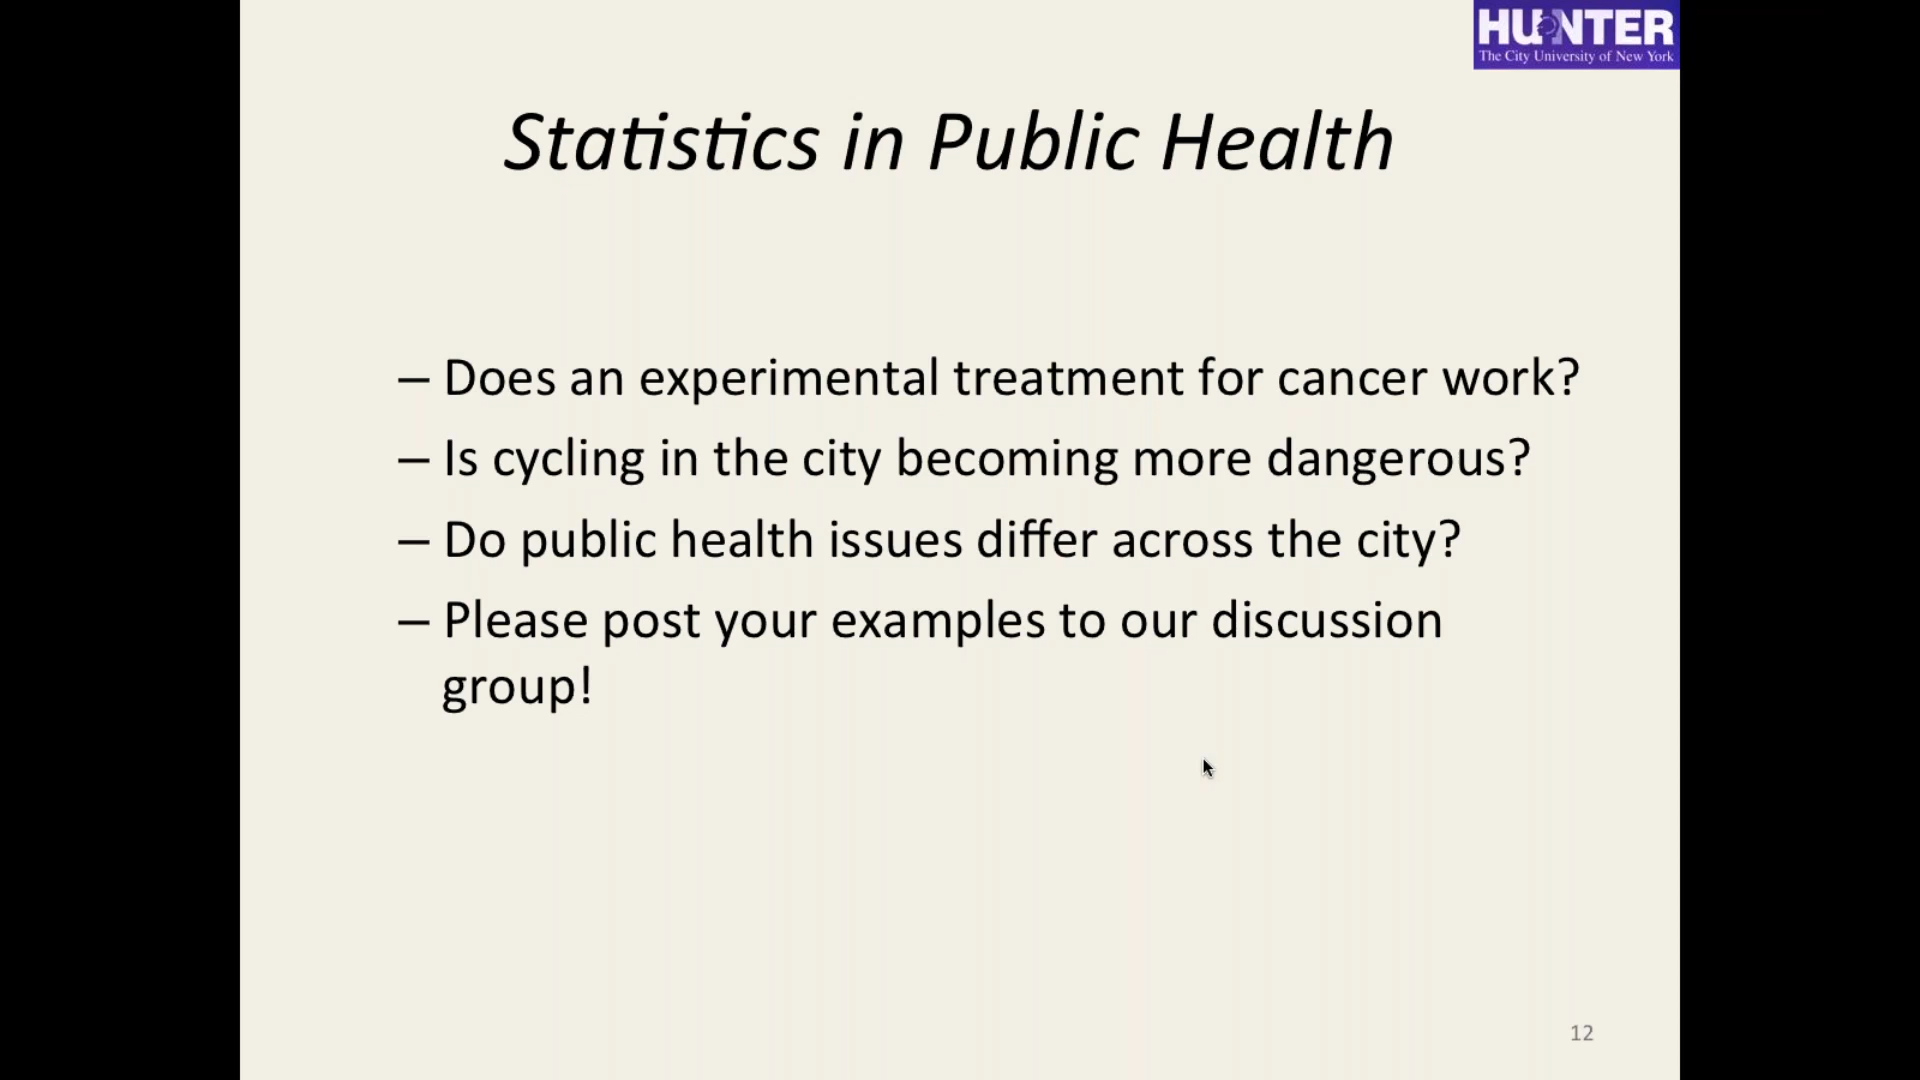 HUNTER
The City University of New York
Statistics in Public Health
– Does an experimental treatment for cancer work?
– Is cycling in the city becoming more dangerous?
– Do public health issues differ across the city?
– Please post your examples to our discussion
group!
12